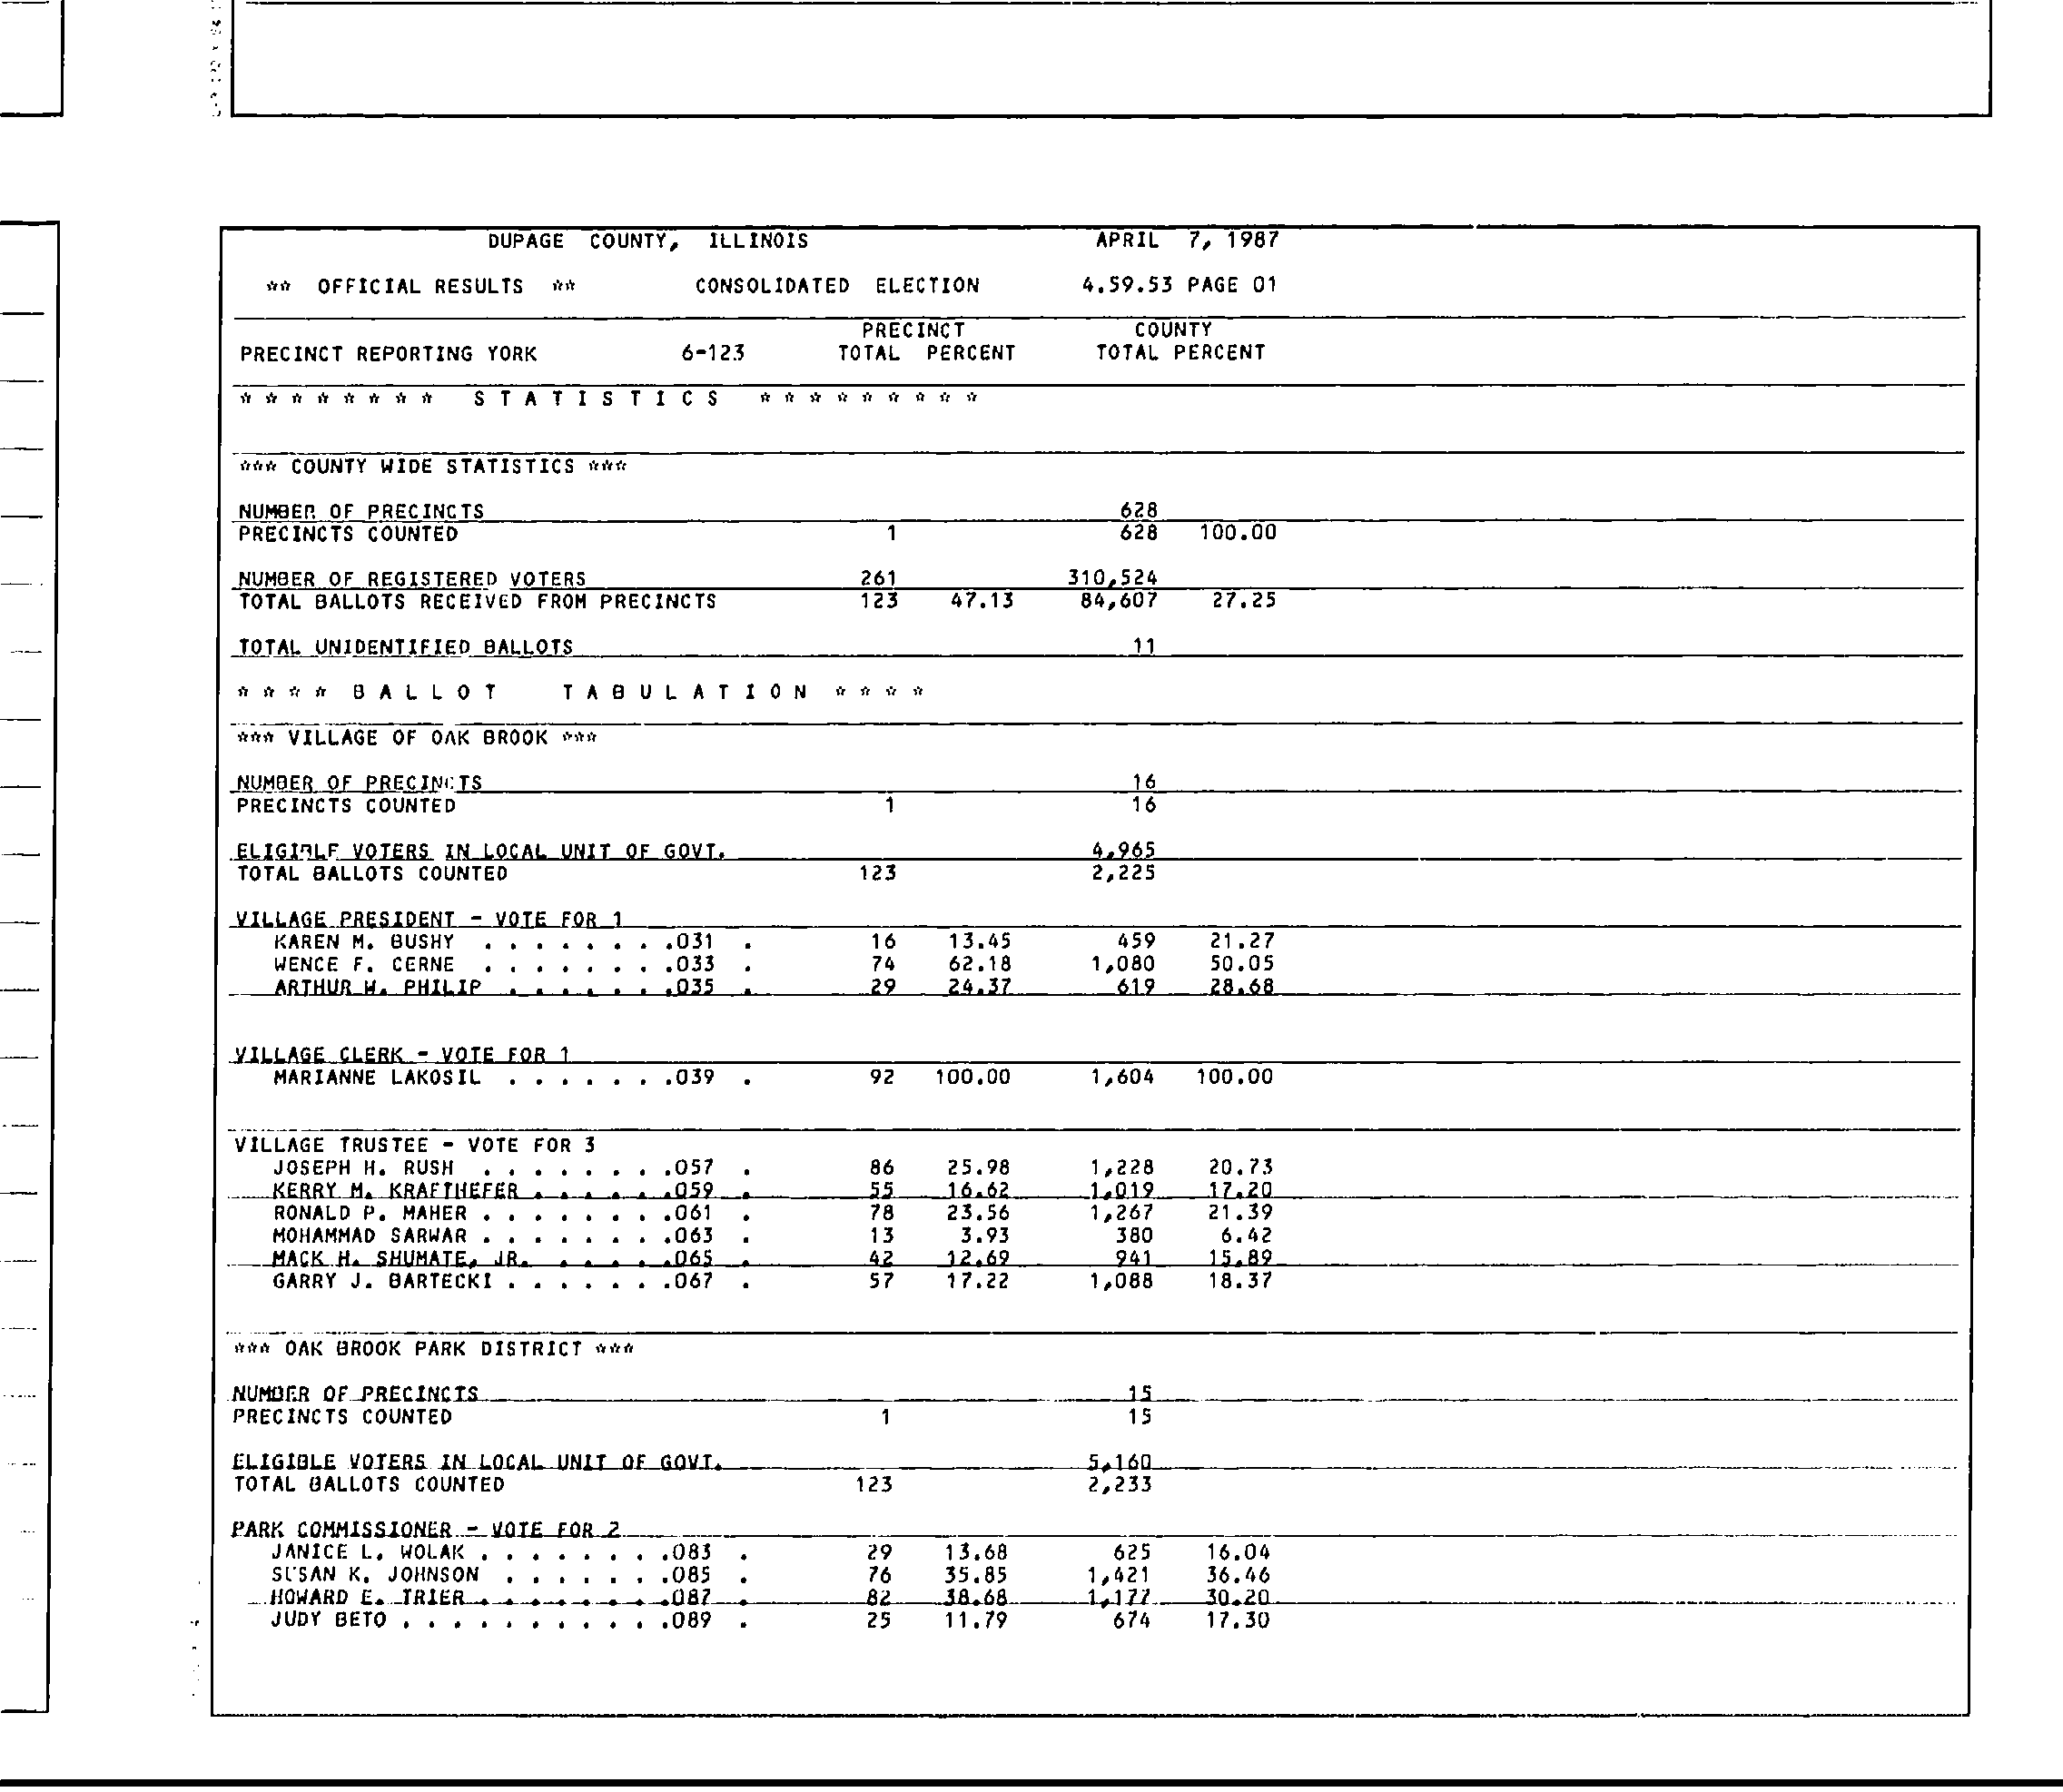 DUPAGE COUNTY, ILLINOIS APRIL 7, 1987
** OFFICIAL RESULTS ** CONSOLIDATED ELECTION 4.59.53 PAGE 01
PRECINCT COUNTY
PRECINCT REPORTING YORK 6-123 TOTAL PERCENT TOTAL PERCENT
* * * * * * * * S T A T I S T I C S * * * * * * * * *
*** COUNTY WIDE STATISTICS ***
NUMBER OF PRECINCTS 628
PRECINCTS COUNTED 1 628 100.00
NUMBER OF REGISTERED VOTERS 261 310,524
TOTAL BALLOTS RECEIVED FROM PRECINCTS 123 47.13 84,607 27.25
TOTAL UNIDENTIFIED BALLOTS 11
* * * * B A L L O T T A B U L A T I O N * * * *
*** VILLAGE OF OAK BROOK ***
NUMBER OF PRECINCTS 16
PRECINCTS COUNTED 1 16
ELIGIBLE VOTERS IN LOCAL UNIT OF GOVT. 4,965
TOTAL BALLOTS COUNTED 123 2,225
VILLAGE PRESIDENT - VOTE FOR 1
KAREN M. BUSHY . . . . . . . .031 . 16 13.45 459 21.27
WENCE F. CERNE . . . . . . . .033 . 74 62.18 1,080 50.05
ARTHUR W. PHILIP . . . . . . .035 . 29 24.37 619 28.68
VILLAGE CLERK - VOTE FOR 1
MARIANNE LAKOSIL . . . . . . .039 . 92 100.00 1,604 100.00
VILLAGE TRUSTEE - VOTE FOR 3
JOSEPH H. RUSH . . . . . . . .057 . 86 25.98 1,228 20.73
KERRY M. KRAFTHEFER . . . . . .059 . 55 16.62 1,019 17.20
RONALD P. MAHER . . . . . . . .061 . 78 23.56 1,267 21.39
MOHAMMAD SARWAR . . . . . . . .063 . 13 3.93 380 6.42
MACK H. SHUMATE, JR. . . . . .065 . 42 12.69 941 15.89
GARRY J. BARTECKI . . . . . . .067 . 57 17.22 1,088 18.37
*** OAK BROOK PARK DISTRICT ***
NUMBER OF PRECINCTS 15
PRECINCTS COUNTED 1 15
ELIGIBLE VOTERS IN LOCAL UNIT OF GOVT. 5,160
TOTAL BALLOTS COUNTED 123 2,233
PARK COMMISSIONER - VOTE FOR 2
JANICE L. WOLAK . . . . . . . .083 . 29 13.68 625 16.04
SUSAN K. JOHNSON . . . . . . .085 . 76 35.85 1,421 36.46
HOWARD E. TRIER . . . . . . . .087 . 82 38.68 1,177 30.20
JUDY BETO . . . . . . . . . . .089 . 25 11.79 674 17.30